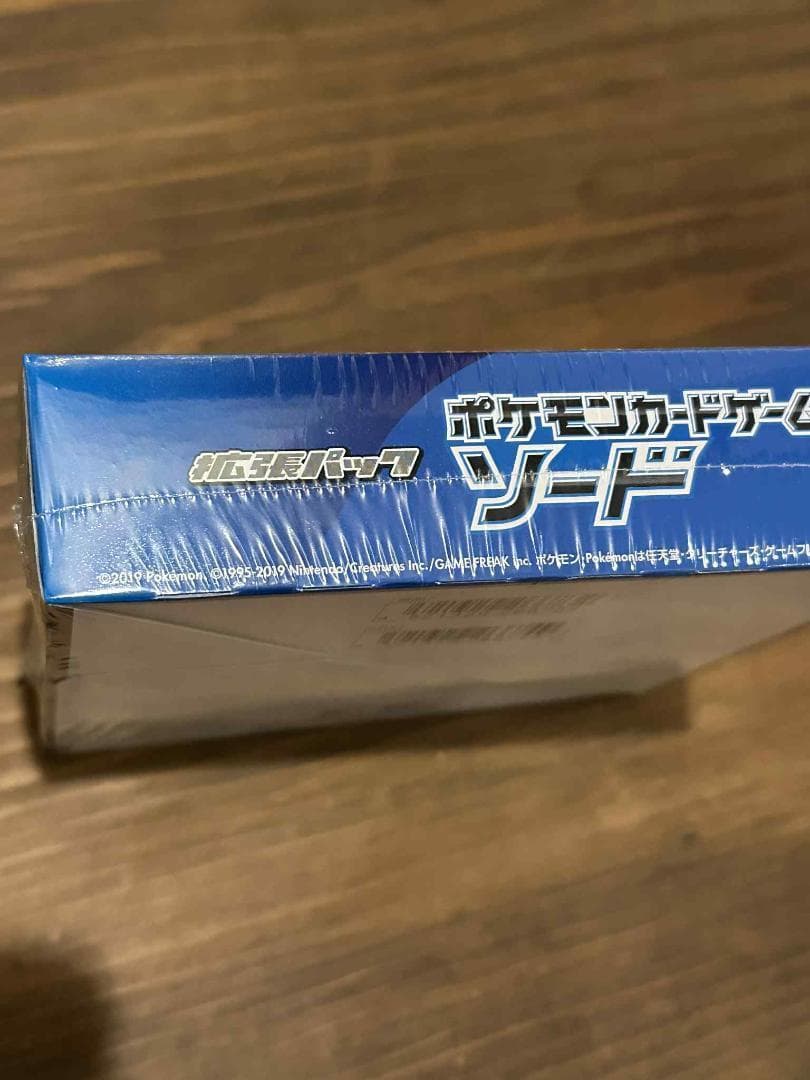 拡張パック
ポケモンカードゲーム
ソード
©2019 Pokémon. ©1995-2019 Nintendo/Creatures Inc./GAME FREAK inc. ポケモン・Pokémonは任天堂・クリーチャーズ・ゲームフ